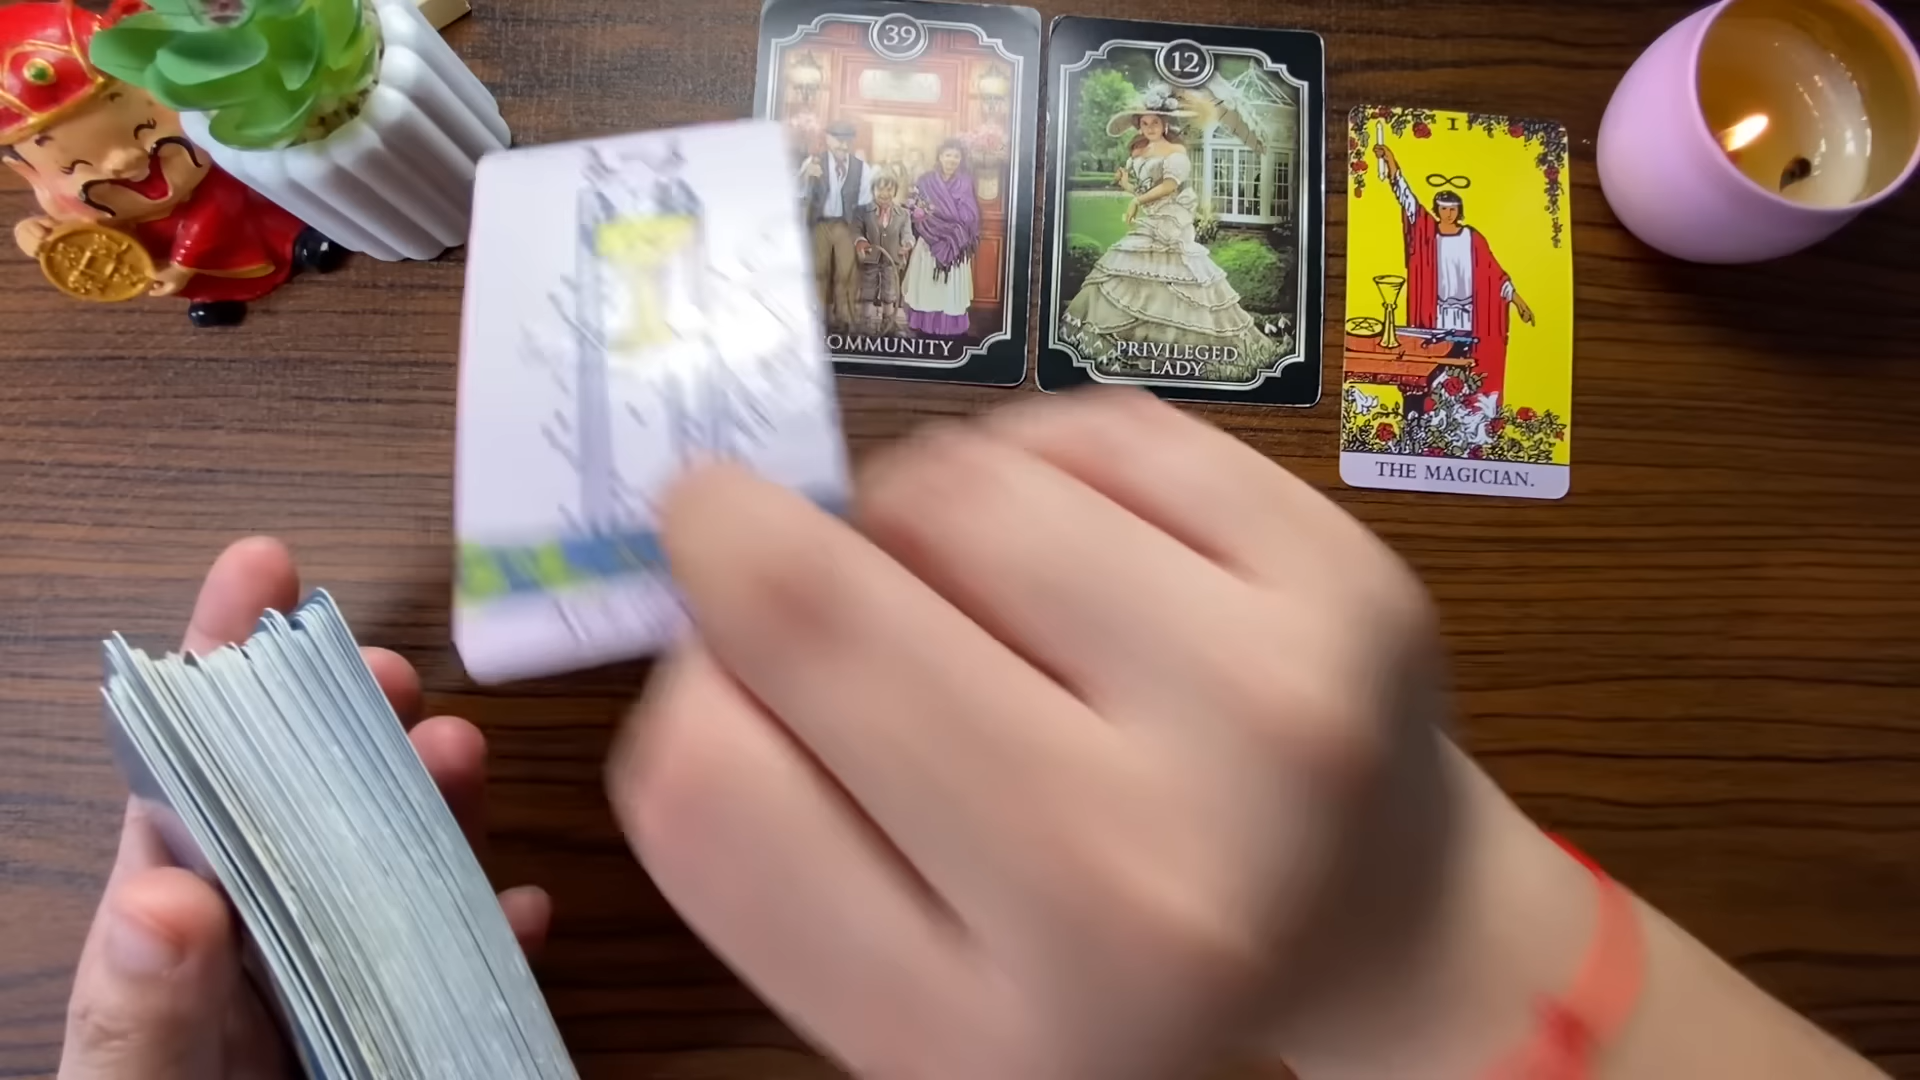 39
OMMUNITY
12
PRIVILEGED
LADY
I
THE MAGICIAN.